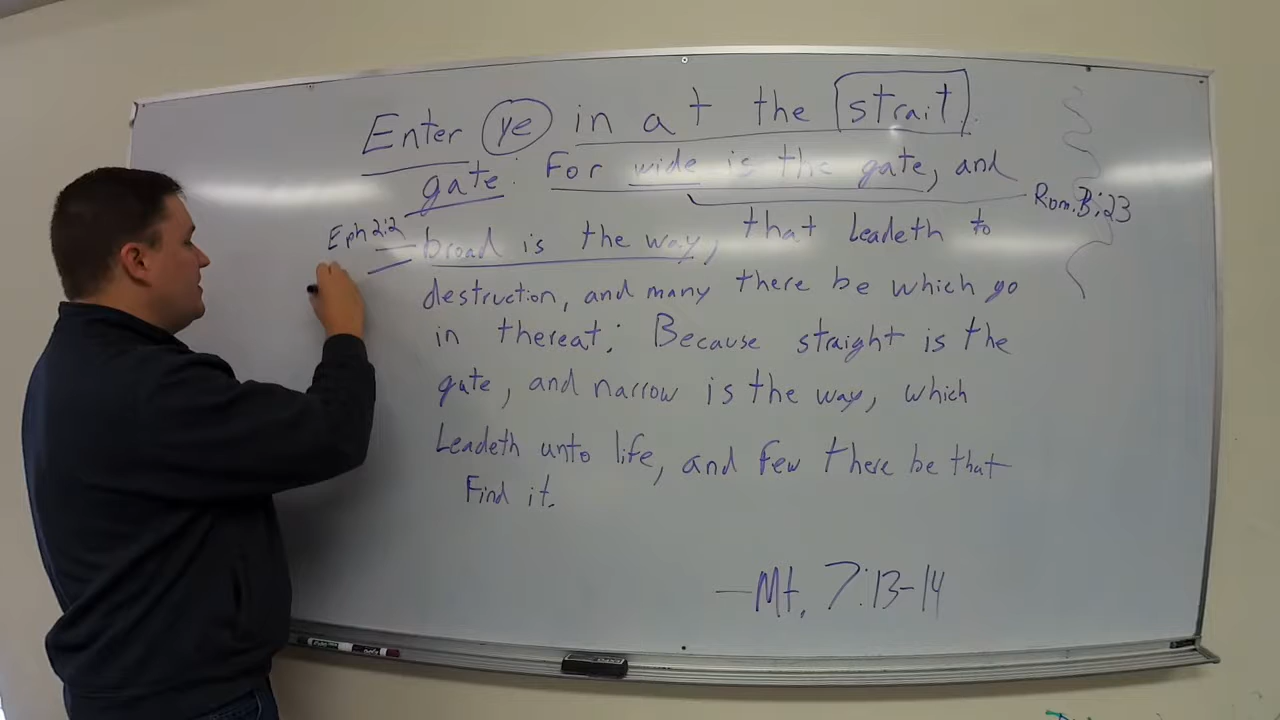 Enter ye in at the strait
gate: For wide is the gate, and
Rom. 3:23
Eph 2:2
broad is the way, that leadeth to
destruction, and many there be which go
in thereat: Because straight is the
gate, and narrow is the way, which
Leadeth unto life, and few there be that
Find it.
—Mt. 7:13-14